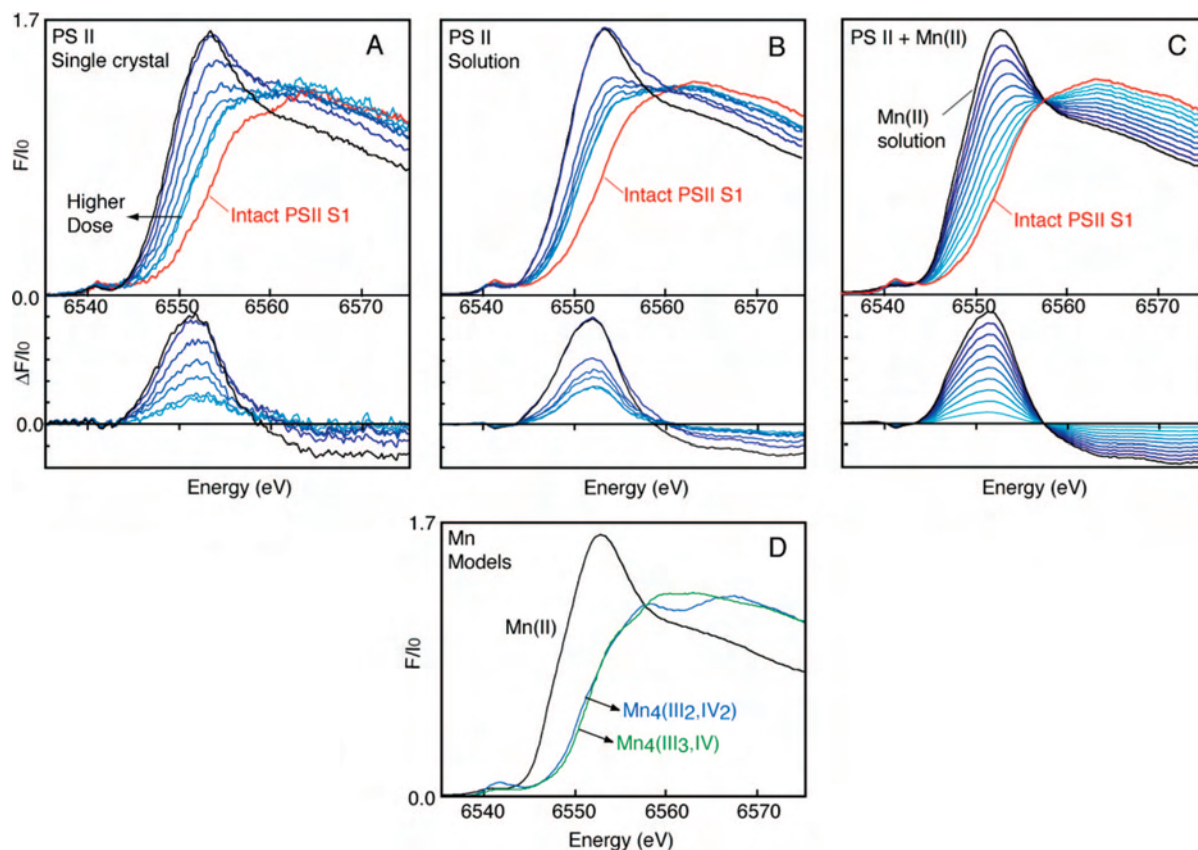 1.7
PS II
Single crystal
A
F/I0
Higher
Dose
Intact PSII S1
0.0
6540 6550 6560 6570
ΔF/I0
0.0
Energy (eV)
PS II
Solution
B
Intact PSII S1
6540 6550 6560 6570
Energy (eV)
PS II + Mn(II)
C
Mn(II)
solution
Intact PSII S1
6540 6550 6560 6570
Energy (eV)
1.7
Mn
Models
D
F/I0
Mn(II)
Mn4(III2,IV2)
Mn4(III3,IV)
0.0
6540 6550 6560 6570
Energy (eV)